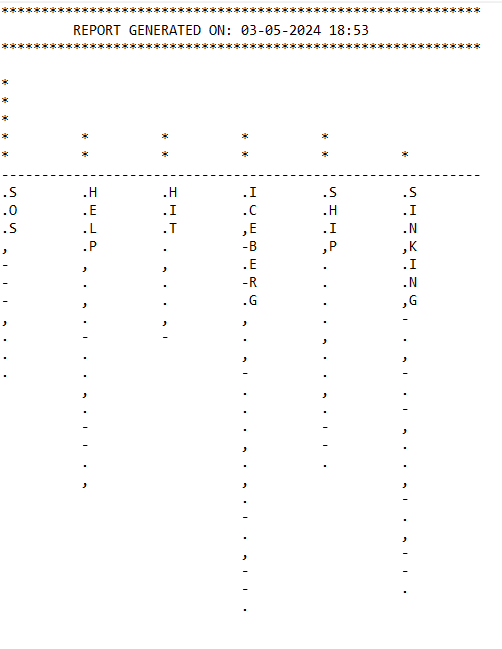 ************************************************************
         REPORT GENERATED ON: 03-05-2024 18:53
************************************************************
*
*
*
*         *         *         *         *
*         *         *         *         *         *
------------------------------------------------------------
.S        .H        .H        .I        .S        .S
.O        .E        .I        .C        .H        .I
.S        .L        .T        ,E        .I        .N
,         .P        .         -B        ,P        ,K
-         ,         ,         .E        .         .I
-         .         .         -R        .         .N
-         ,         .         .G        .         ,G
,         .         ,         ,         .         -
.         -         -         .         ,         .
.         .                   ,         .         ,
.         .                   -         .         -
          ,                   .         ,         .
          .                   .         .         -
          -                   .         -         ,
          -                   ,         -         .
          .                   .         .         .
          ,                   ,                   ,
                              .                   -
                              -                   .
                              .                   ,
                              ,                   -
                              -                   -
                              -                   .
                              .